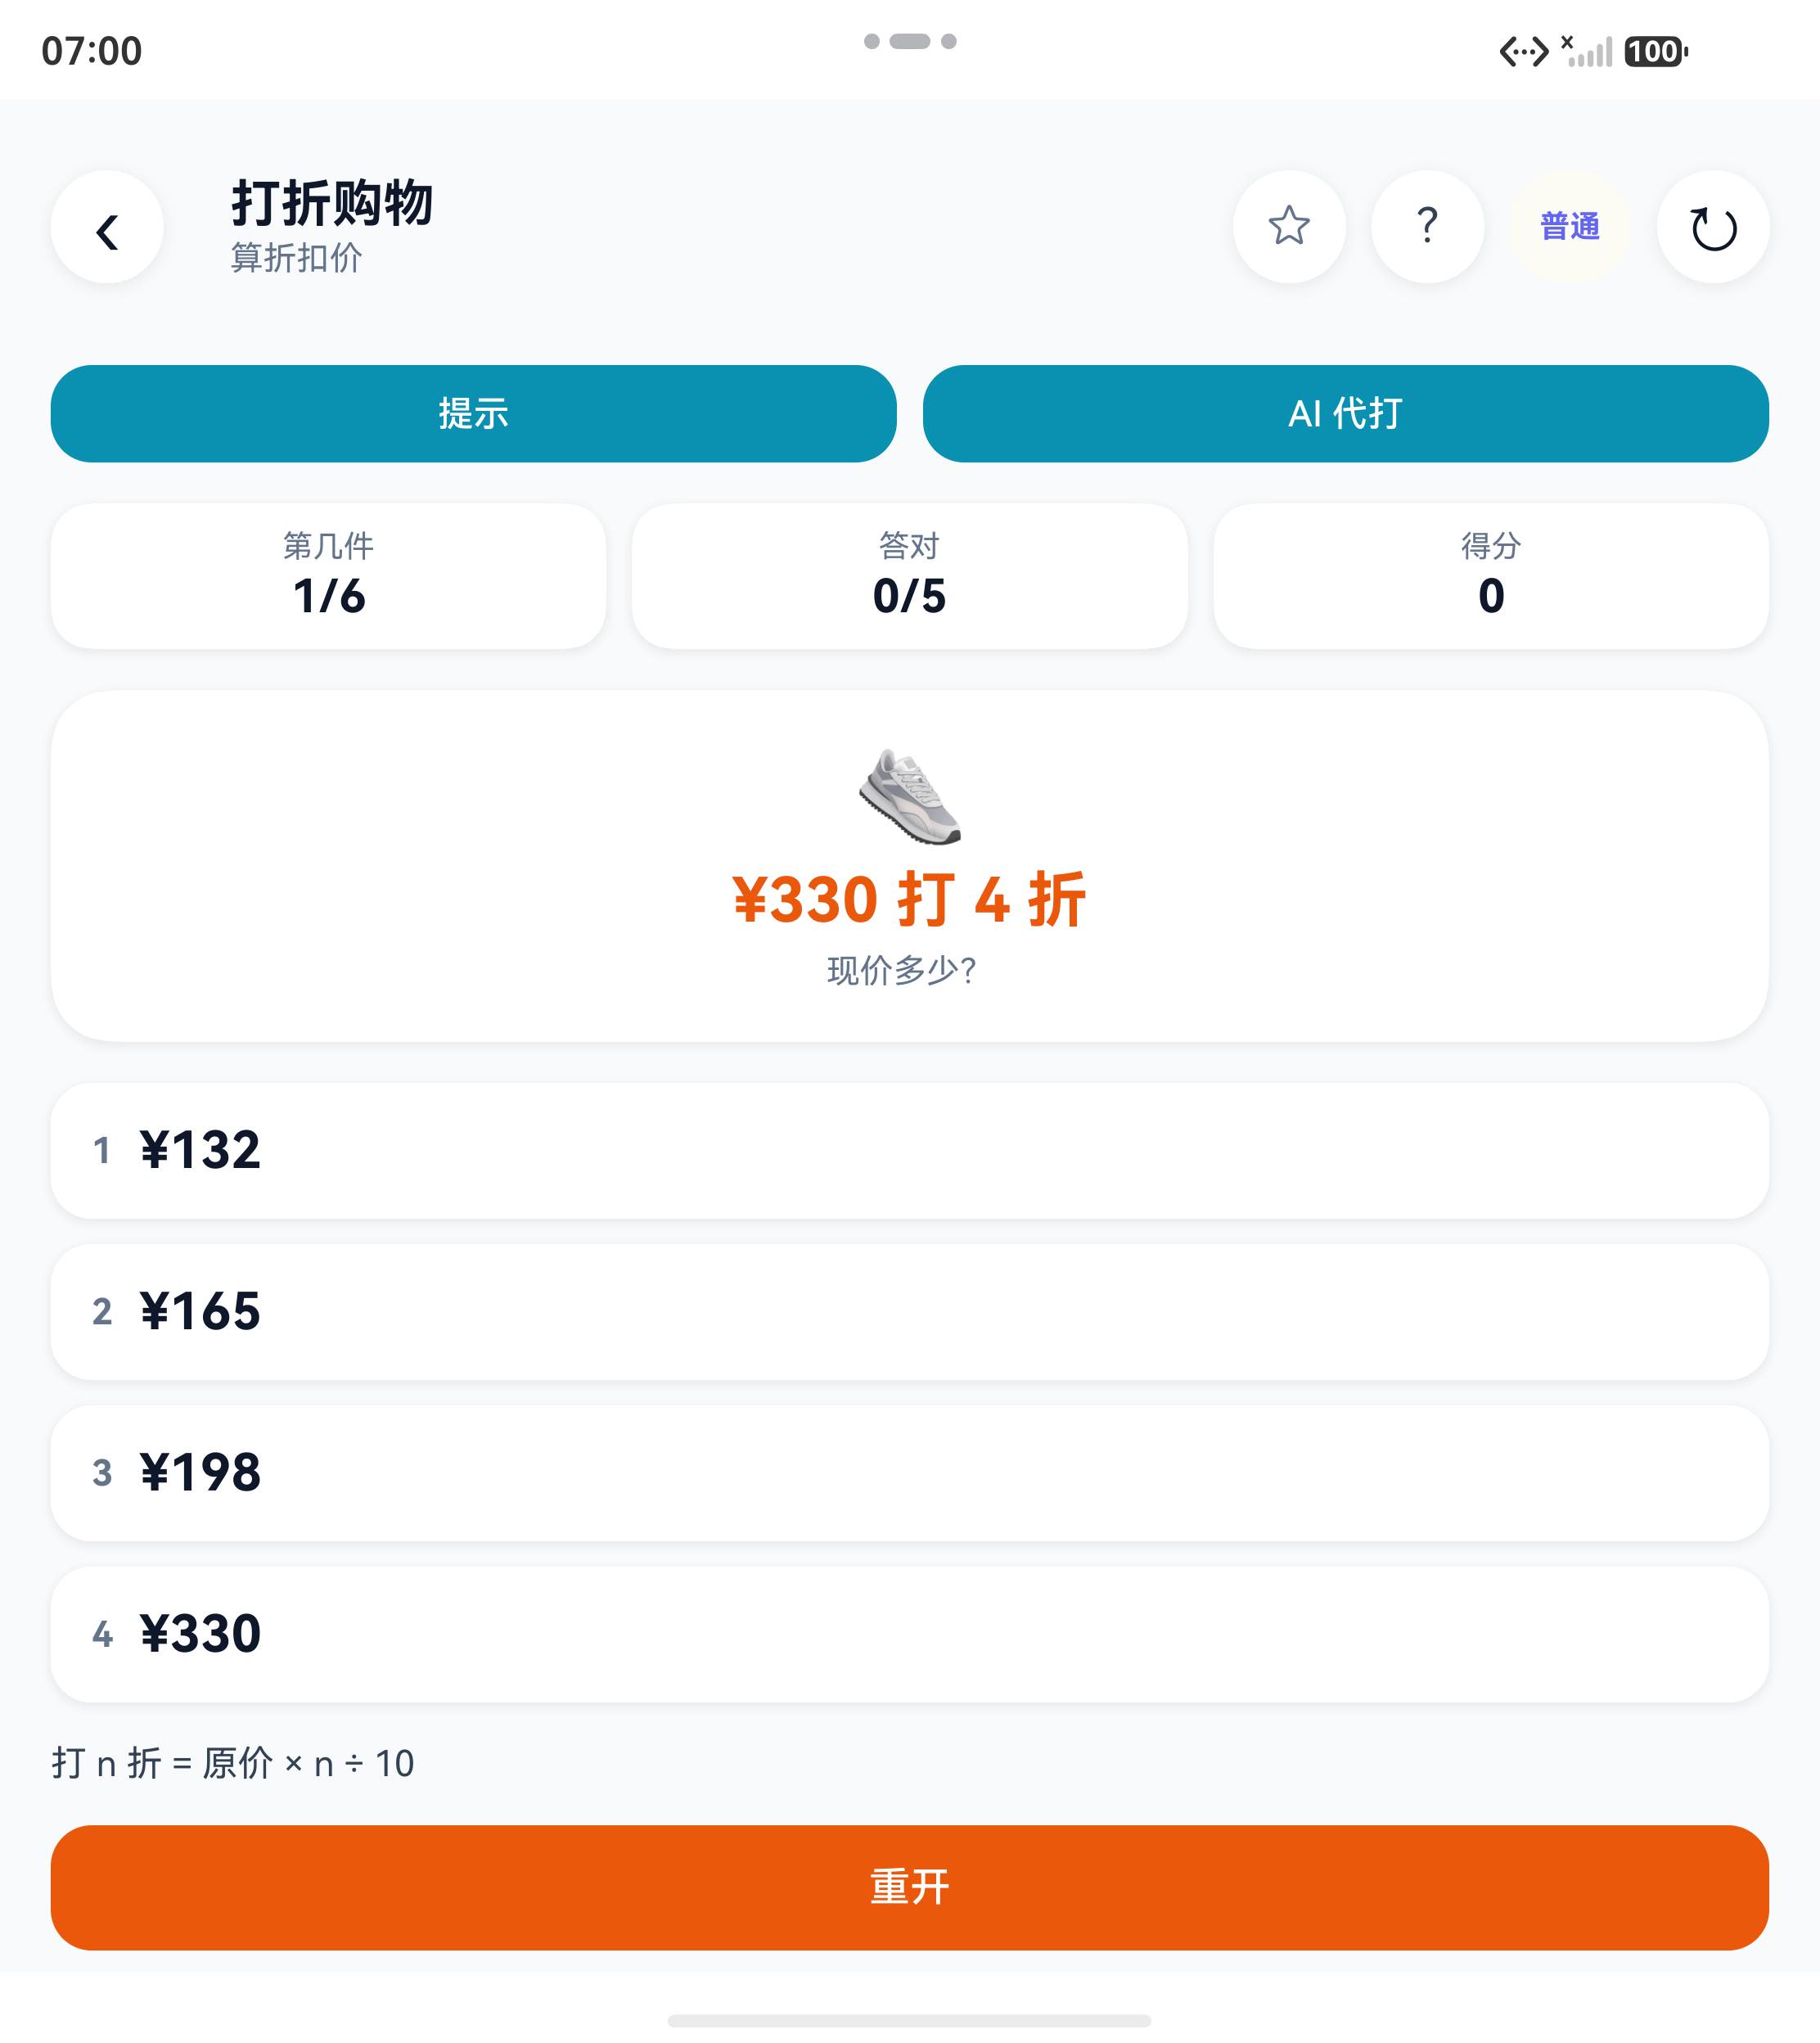 07:00
100
打折购物
算折扣价
?
普通
提示
AI 代打
第几件
1/6
答对
0/5
得分
0
¥330 打 4 折
现价多少?
1 ¥132
2 ¥165
3 ¥198
4 ¥330
打 n 折 = 原价 × n ÷ 10
重开